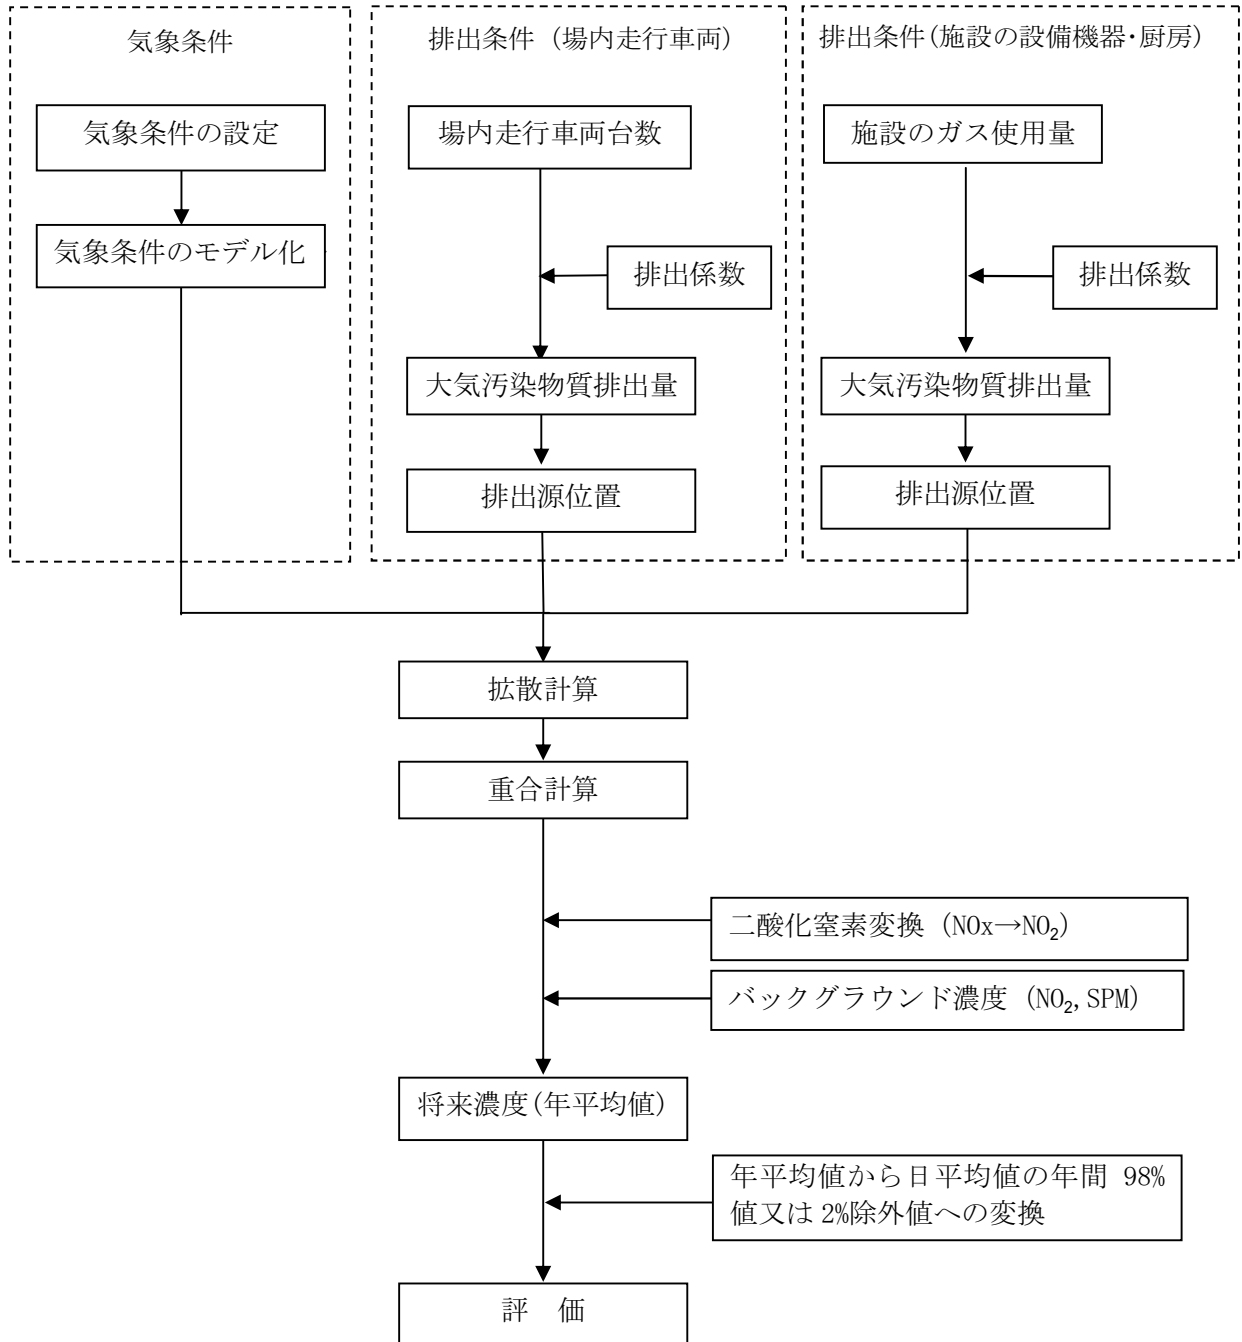 気象条件
気象条件の設定
気象条件のモデル化
排出条件 (場内走行車両)
場内走行車両台数
排出係数
大気汚染物質排出量
排出源位置
排出条件(施設の設備機器・厨房)
施設のガス使用量
排出係数
大気汚染物質排出量
排出源位置
拡散計算
重合計算
二酸化窒素変換 (NOx→NO₂)
バックグラウンド濃度 (NO₂, SPM)
将来濃度(年平均値)
年平均値から日平均値の年間 98%
値又は 2%除外値への変換
評 価